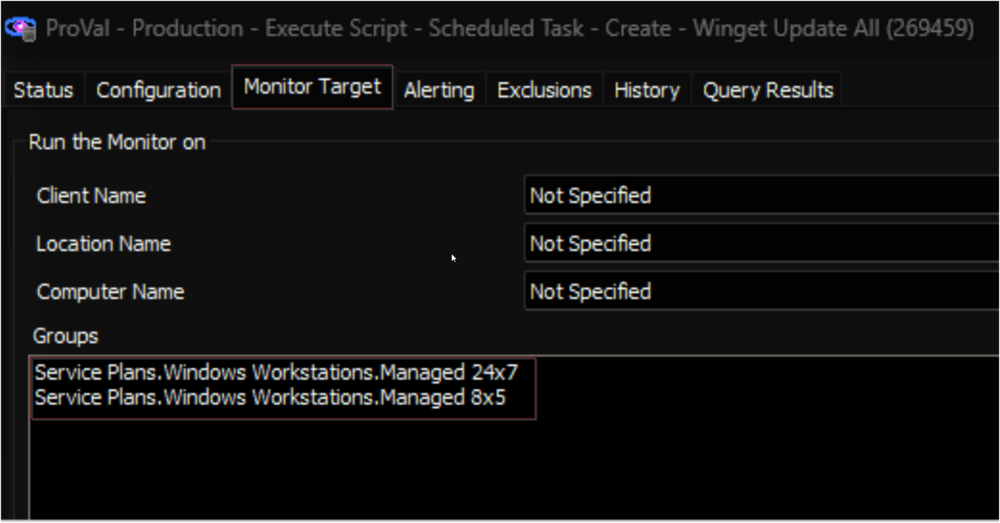 ProVal - Production - Execute Script - Scheduled Task - Create - Winget Update All (269459)
Status Configuration Monitor Target Alerting Exclusions History Query Results
Run the Monitor on
Client Name Not Specified
Location Name Not Specified
Computer Name Not Specified
Groups
Service Plans.Windows Workstations.Managed 24x7
Service Plans.Windows Workstations.Managed 8x5